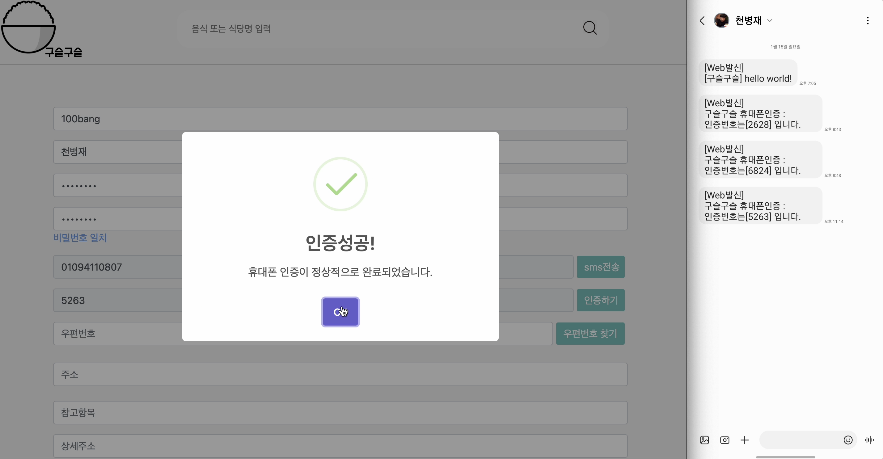 구슬구슬
음식 또는 식당명 입력
100bang
천병재
비밀번호 일치
01094110807
sms전송
5263
인증하기
우편번호
우편번호 찾기
주소
참고항목
상세주소
인증성공!
휴대폰 인증이 정상적으로 완료되었습니다.
천병재
[Web발신]
[구슬구슬] hello world!
[Web발신]
구슬구슬 휴대폰인증 :
인증번호는[2628] 입니다.
[Web발신]
구슬구슬 휴대폰인증 :
인증번호는[6824] 입니다.
[Web발신]
구슬구슬 휴대폰인증 :
인증번호는[5263] 입니다.